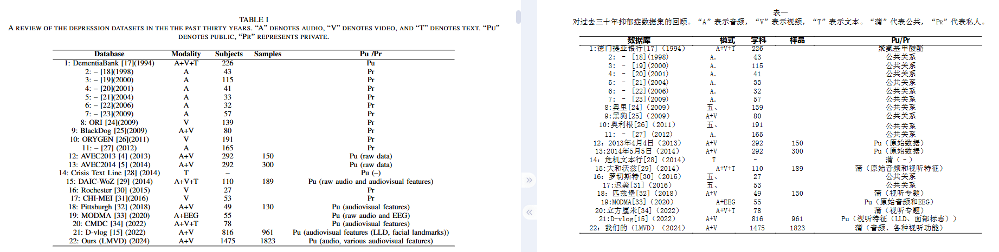 TABLE I
A REVIEW OF THE DEPRESSION DATASETS IN THE THE PAST THIRTY YEARS. “A” DENOTES AUDIO, “V” DENOTES VIDEO, AND “T” DENOTES TEXT. “PU”
DENOTES PUBLIC, “PR” REPRESENTS PRIVATE.
Database Modality Subjects Samples Pu /Pr
1: DementiaBank [17](1994) A+V+T 226 Pu
2: – [18](1998) A 43 Pr
3: – [19](2000) A 115 Pr
4: – [20](2001) A 41 Pr
5: – [21](2004) A 33 Pr
6: – [22](2006) A 32 Pr
7: – [23](2009) A 57 Pr
8: ORI [24](2009) V 139 Pr
9: BlackDog [25](2009) A+V 80 Pr
10: ORYGEN [26](2011) V 191 Pr
11: – [27] (2012) A 165 Pr
12: AVEC2013 [4] (2013) A+V 292 150 Pu (raw data)
13: AVEC2014 [5] (2014) A+V 292 300 Pu (raw data)
14: Crisis Text Line [28] (2014) T – Pu (–)
15: DAIC-WoZ [29] (2014) A+V+T 110 189 Pu (raw audio and audiovisual features)
16: Rochester [30] (2015) V 27 Pr
17: CHI-MEI [31](2016) V 53 Pr
18: Pittsburgh [32] (2018) A+V 49 130 Pu (audiovisual features)
19: MODMA [33] (2020) A+EEG 55 Pu (raw audio and EEG)
20: CMDC [34] (2022) A+V+T 78 Pu (audiovisual features)
21: D-vlog [15] (2022) A+V 816 961 Pu (audiovisual features (LLD, facial landmarks))
22: Ours (LMVD) (2024) A+V 1475 1823 Pu (audio, various audiovisual features)
表一
对过去三十年抑郁症数据集的回顾。“A”表示音频，“V”表示视频，“T”表示文本。“蒲”代表公共，“PR”代表私人。
数据库 模式 学科 样品 Pu/Pr
1:德门提亚银行[17]（1994） A+V+T 226 聚氨基甲酸酯
2: – [18](1998) A. 43 公共关系
3: – [19](2000) A. 115 公共关系
4: – [20](2001) A. 41 公共关系
5: – [21](2004) A. 33 公共关系
6: – [22](2006) A. 32 公共关系
7: – [23](2009) A. 57 公共关系
8:奥里[24]（2009） 五、 139 公共关系
9:黑狗[25]（2009） A+V 80 公共关系
10:奥利根[26]（2011） 五、 191 公共关系
11: – [27]（2012） A. 165 公共关系
12：2013年4月4日（2013） A+V 292 150 Pu（原始数据）
13:2014年5月5日（2014） A+V 292 300 Pu（原始数据）
14：危机文本行[28]（2014） T – 蒲（-）
15:大和沃兹[29]（2014） A+V+T 110 189 蒲（原始音频和视听特征）
16：罗切斯特[30]（2015） 五、 27 公共关系
17:迟美[31]（2016） 五、 53 公共关系
18：匹兹堡[32]（2018） A+V 49 130 蒲（视听专题）
19:MODMA[33]（2020） A+EEG 55 Pu（原始音频和EEG）
20:立方厘米[34]（2022） A+V+T 78 蒲（视听专题）
21:D-vlog[15]（2022） A+V 816 961 Pu（视听特征（LLD、面部标志））
22：我们的（LMVD）（2024） A+V 1475 1823 蒲（音频、各种视听功能）